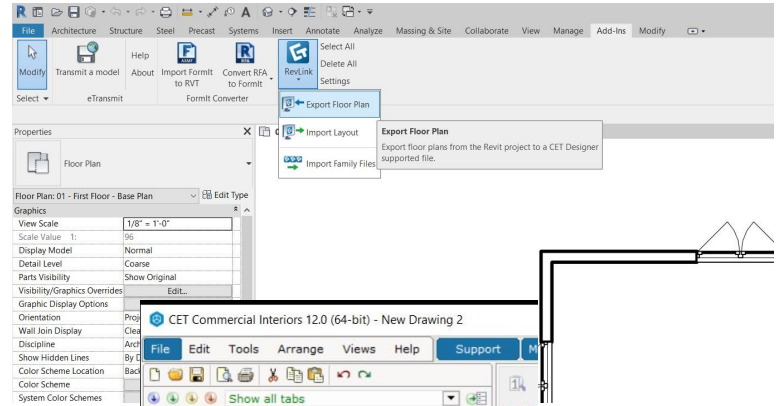 File Architecture Structure Steel Precast Systems Insert Annotate Analyze Massing & Site Collaborate View Manage Add-Ins Modify
Modify
Transmit a model
Help
About
Import FormIt
to RVT
Convert RFA
to FormIt
RevLink
Select All
Delete All
Settings
Select
eTransmit
FormIt Converter
Export Floor Plan
Import Layout
Import Family Files
Export Floor Plan
Export floor plans from the Revit project to a CET Designer
supported file.
Properties
Floor Plan
Floor Plan: 01 - First Floor - Base Plan
Edit Type
Graphics
View Scale 1/8" = 1'-0"
Scale Value 1: 96
Display Model Normal
Detail Level Coarse
Parts Visibility Show Original
Visibility/Graphics Overrides Edit...
Graphic Display Options
Orientation Proj
Wall Join Display Clea
Discipline Arch
Show Hidden Lines By D
Color Scheme Location Back
Color Scheme
System Color Schemes
CET Commercial Interiors 12.0 (64-bit) - New Drawing 2
File Edit Tools Arrange Views Help Support M
Show all tabs